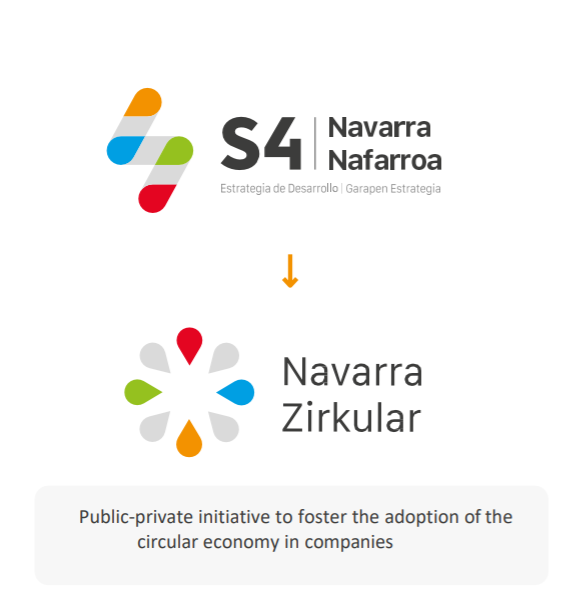 S4 Navarra
Nafarroa
Estrategia de Desarrollo | Garapen Estrategia
Navarra
Zirkular
Public-private initiative to foster the adoption of the
circular economy in companies